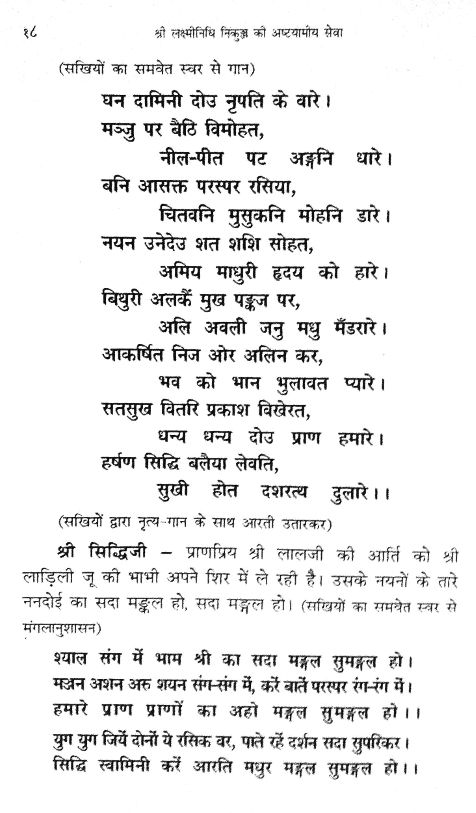 १८ श्री लक्ष्मीनिधि निकुञ्ज की अष्टयामीय सेवा
(सखियों का समवेत स्वर से गान)
घन दामिनी दोउ नृपति के वारे।
मञ्जु पर बैठि विमोहत,
नील-पीत पट अङ्गनि धारे।
बनि आसक्त परस्पर रसिया,
चितवनि मुसुकनि मोहनि डारे।
नयन उनेदेउ शत शशि सोहत,
अमिय माधुरी हृदय को हारे।
बिथुरी अलकैं मुख पङ्कज पर,
अलि अवली जनु मधु मँडरारे।
आकर्षित निज ओर अलिन कर,
भव को भान भुलावत प्यारे।
सतसुख वितरि प्रकाश विखेरत,
धन्य धन्य दोउ प्राण हमारे।
हर्षण सिद्धि बलैया लेवति,
सुखी होत दशरत्थ दुलारे।।
(सखियों द्वारा नृत्य-गान के साथ आरती उतारकर)
श्री सिद्धिजी – प्राणप्रिय श्री लालजी की आर्ति को श्री
लाड़िली जू की भाभी अपने शिर में ले रही है। उसके नयनों के तारे
ननदोई का सदा मङ्गल हो, सदा मङ्गल हो। (सखियों का समवेत स्वर से
मंगलानुशासन)
श्याल संग में भाम श्री का सदा मङ्गल सुमङ्गल हो।
मञ्जन अशन अरु शयन संग-संग में, करें बातें परस्पर रंग-रंग में।
हमारे प्राण प्राणों का अहो मङ्गल सुमङ्गल हो।।
युग युग जियें दोनों ये रसिक वर, पाते रहें दर्शन सदा सुपरिकर।
सिद्धि स्वामिनी करें आरति मधुर मङ्गल सुमङ्गल हो।।